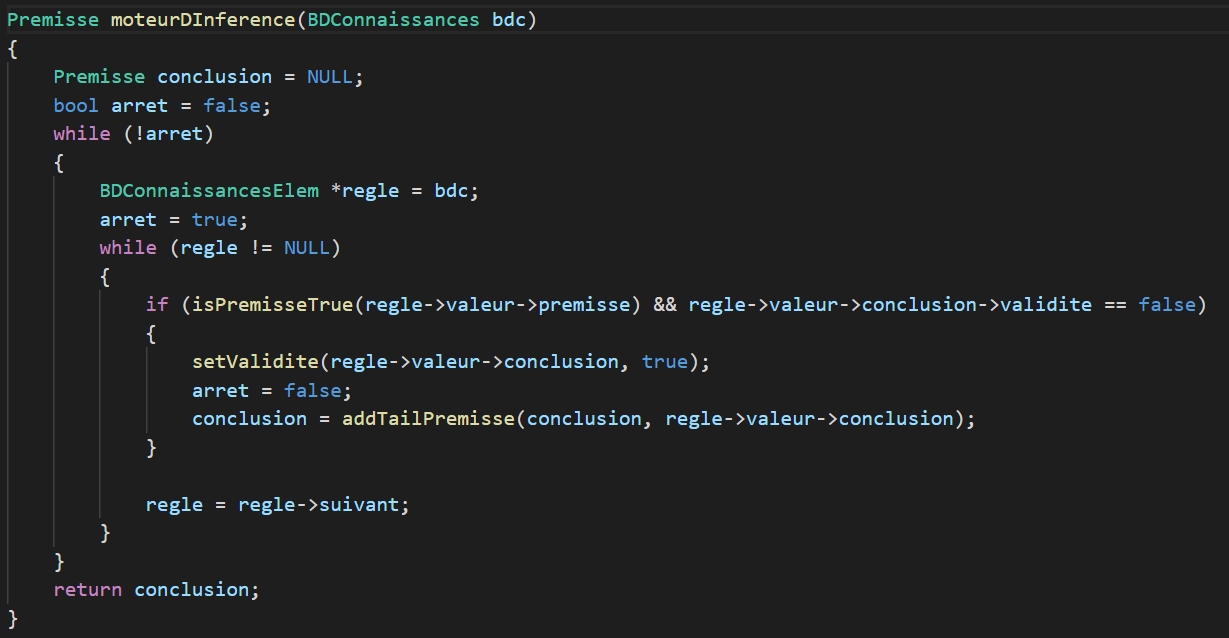 Premisse moteurDInference(BDConnaissances bdc)
{
    Premisse conclusion = NULL;
    bool arret = false;
    while (!arret)
    {
        BDConnaissancesElem *regle = bdc;
        arret = true;
        while (regle != NULL)
        {
            if (isPremisseTrue(regle->valeur->premisse) && regle->valeur->conclusion->validite == false)
            {
                setValidite(regle->valeur->conclusion, true);
                arret = false;
                conclusion = addTailPremisse(conclusion, regle->valeur->conclusion);
            }

            regle = regle->suivant;
        }
    }
    return conclusion;
}